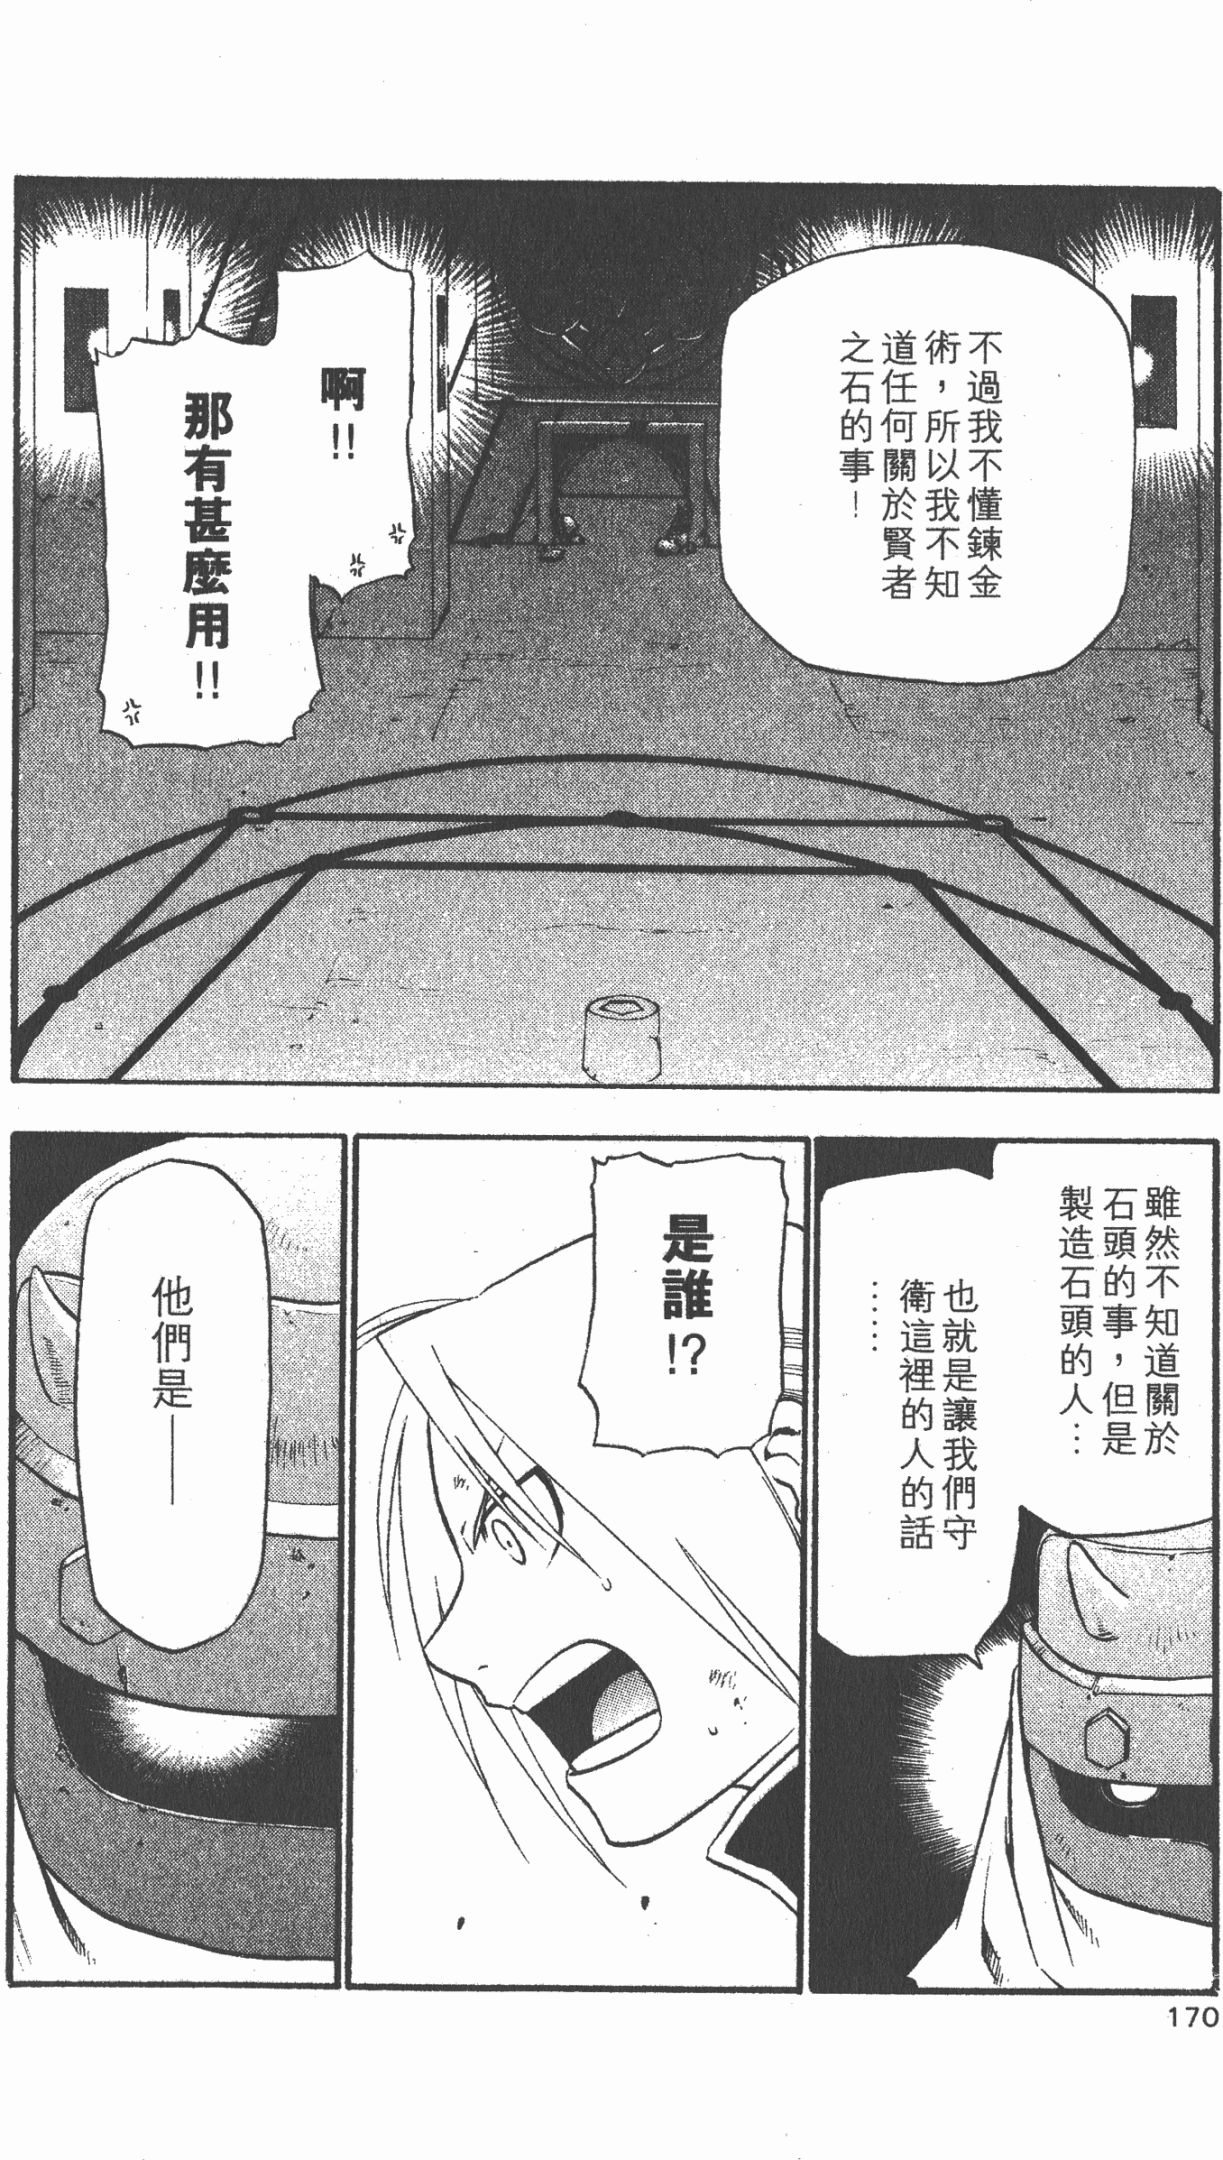 不過我不懂鍊金
術，所以我不知
道任何關於賢者
之石的事！
啊!!
那有甚麼用!!
雖然不知道關於
石頭的事，但是
製造石頭的人…
也就是讓我們守
衛這裡的人的話
……
是誰!?
他們是——
170